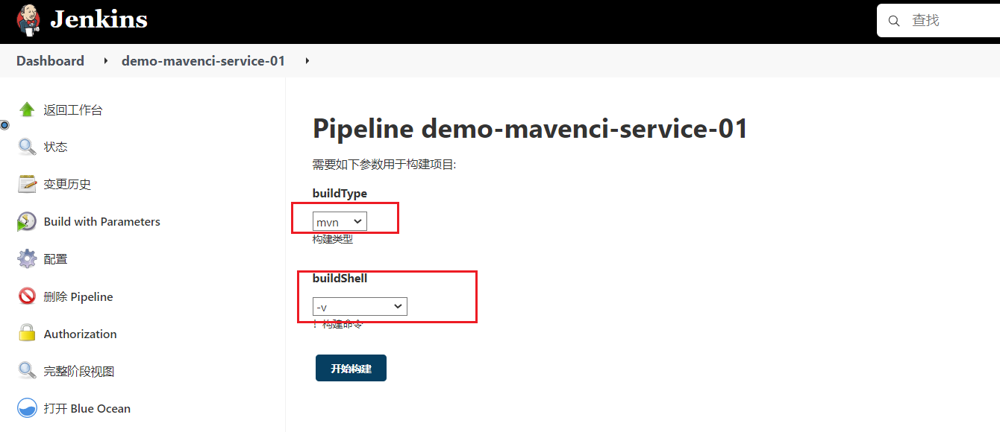 Jenkins
查找
Dashboard
demo-mavenci-service-01
返回工作台
状态
变更历史
Build with Parameters
配置
删除 Pipeline
Authorization
完整阶段视图
打开 Blue Ocean
Pipeline demo-mavenci-service-01
需要如下参数用于构建项目:
buildType
mvn
构建类型
buildShell
-v
！构建命令
开始构建